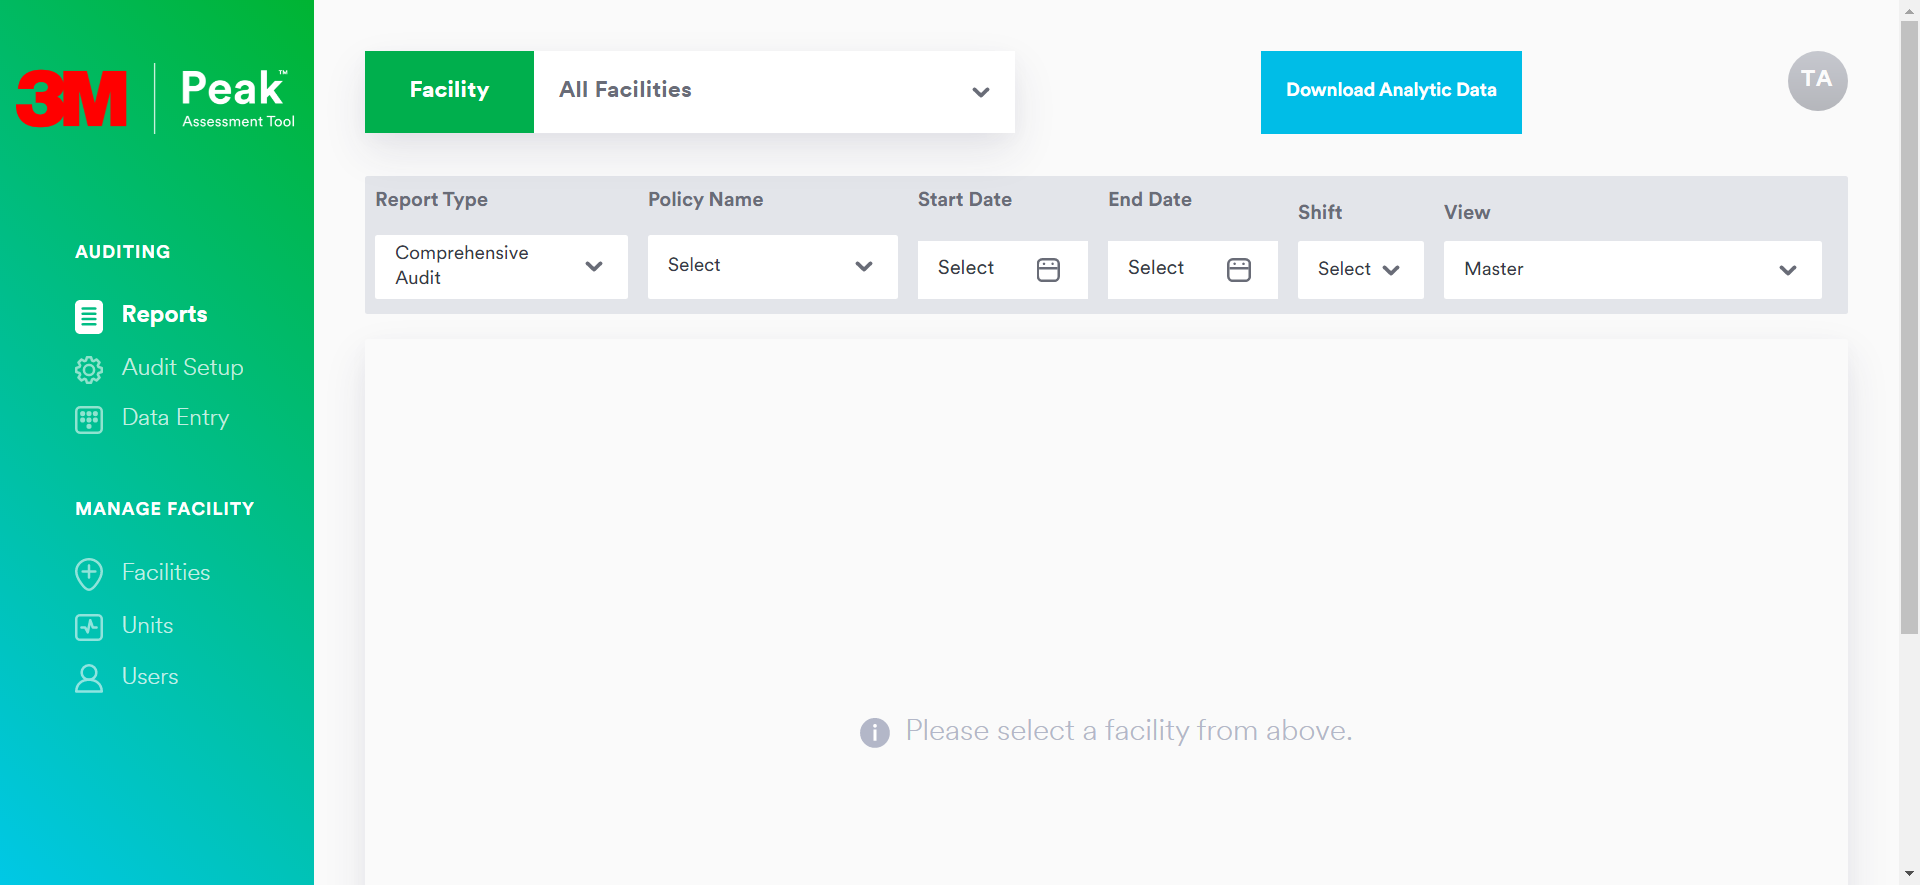 3M
Peak™
Assessment Tool
AUDITING
Reports
Audit Setup
Data Entry
MANAGE FACILITY
Facilities
Units
Users
Facility
All Facilities
Download Analytic Data
TA
Report Type
Policy Name
Start Date
End Date
Shift
View
Comprehensive
Audit
Select
Select
Select
Select
Master
Please select a facility from above.